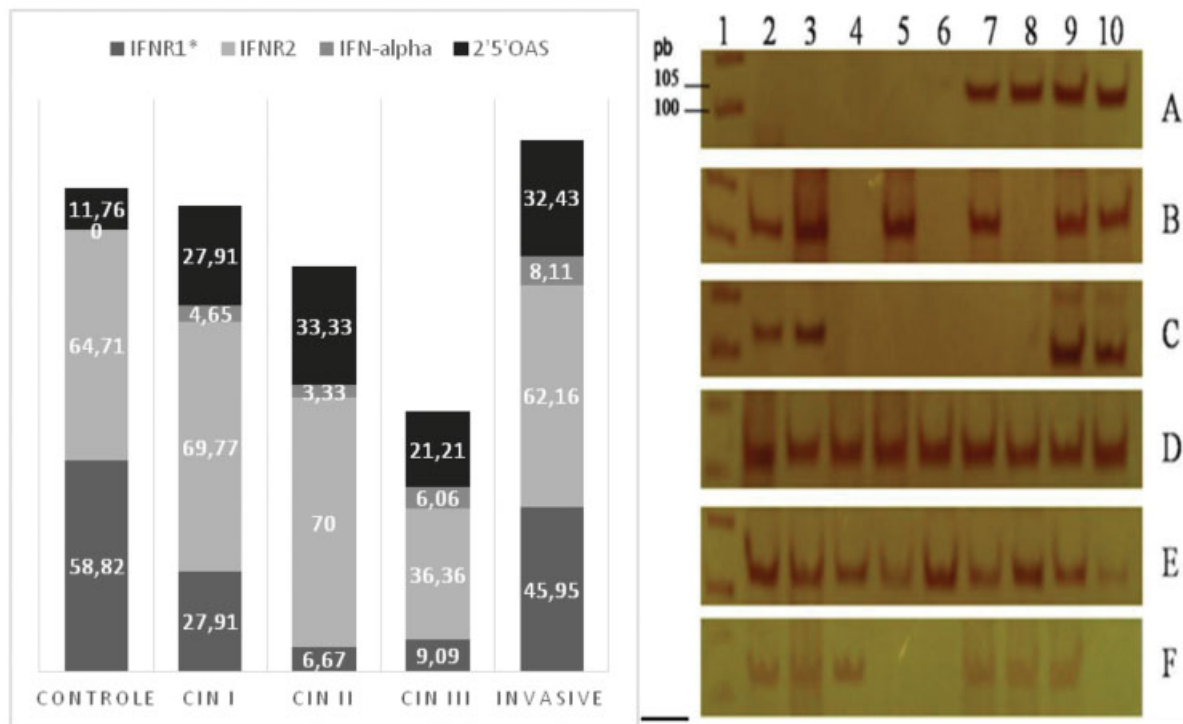 IFNR1* IFNR2 IFN-alpha 2'5'OAS
11,76
0
64,71
58,82
27,91
4,65
69,77
27,91
33,33
3,33
70
6,67
21,21
6,06
36,36
9,09
32,43
8,11
62,16
45,95
CONTROLE CIN I CIN II CIN III INVASIVE
1 2 3 4 5 6 7 8 9 10
pb
105
100
A
B
C
D
E
F